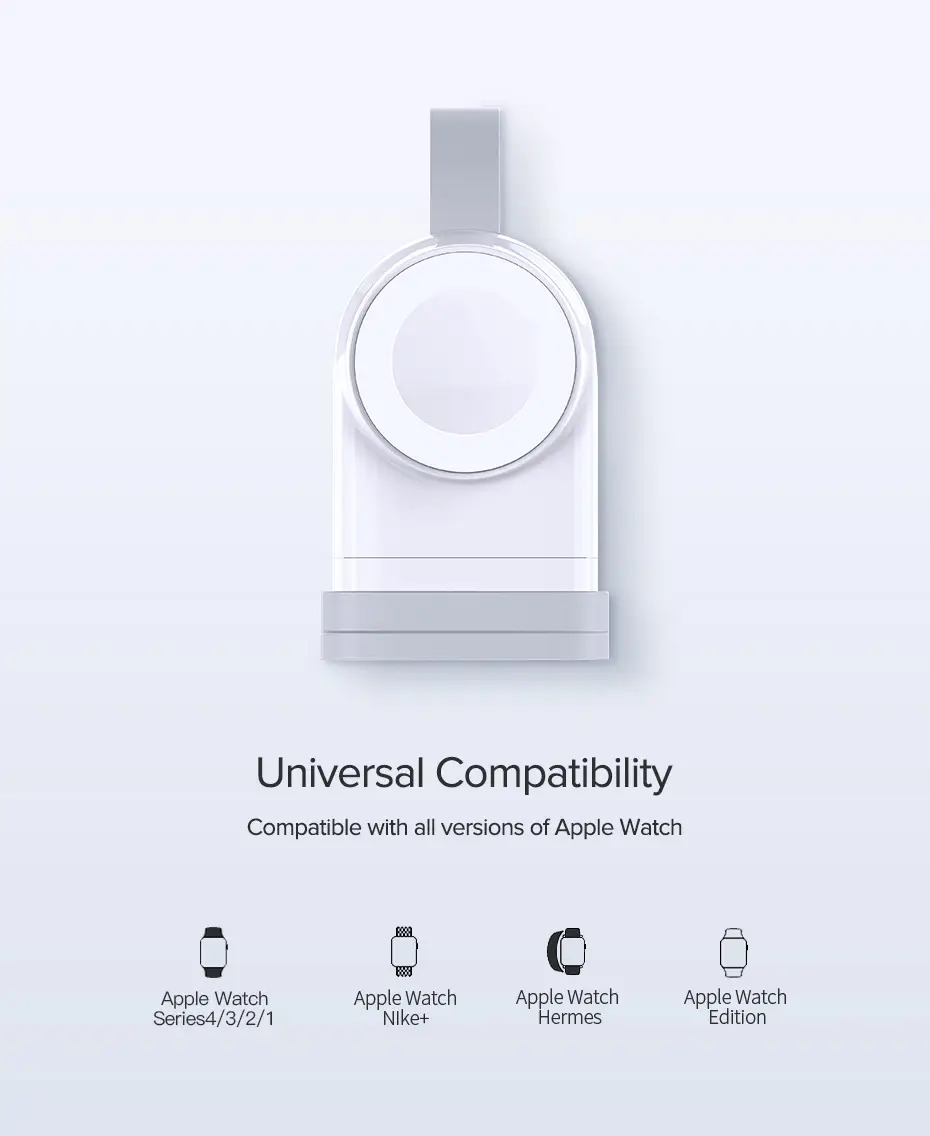 Universal Compatibility
Compatible with all versions of Apple Watch
Apple Watch
Series4/3/2/1
Apple Watch
NIke+
Apple Watch
Hermes
Apple Watch
Edition